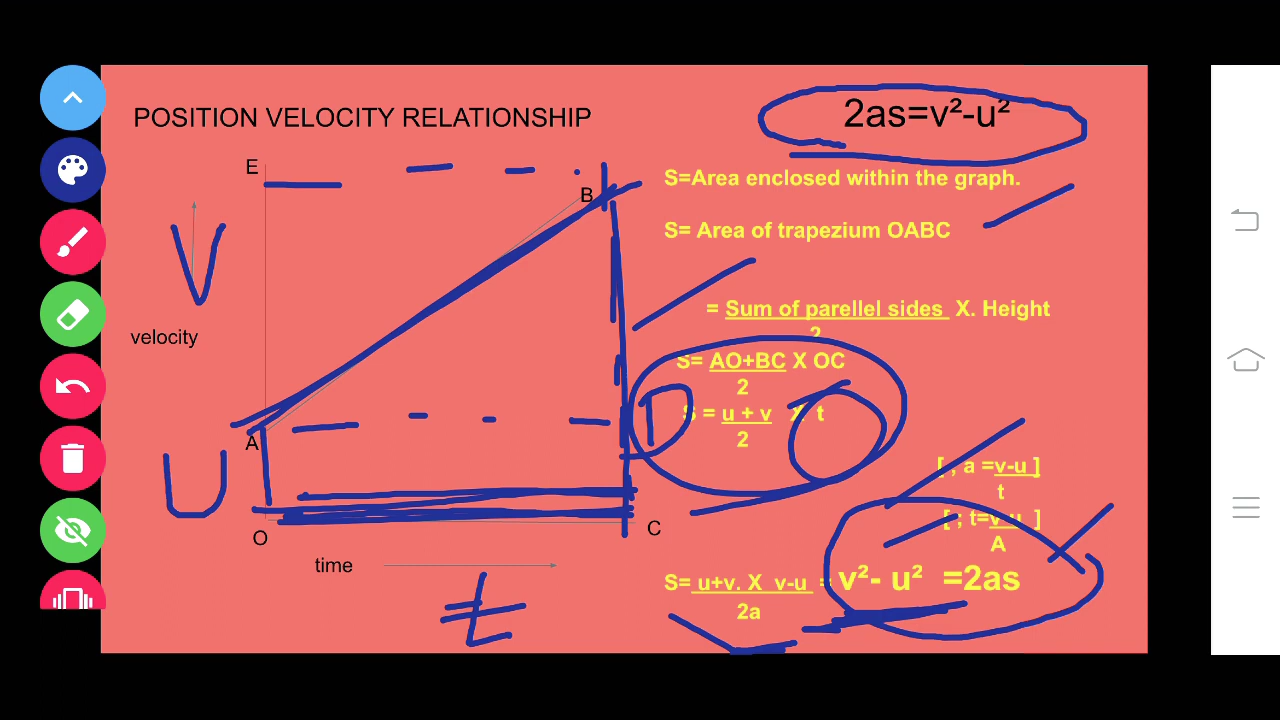 POSITION VELOCITY RELATIONSHIP
2as=v²-u²
E
B
V
velocity
A
U
O
C
time
t
S=Area enclosed within the graph.
S= Area of trapezium OABC
= Sum of parellel sides X. Height
2
S= AO+BC X OC
2
S = u + v X t
2
[ ; a =v-u ]
t
[ ; t=v-u ]
A
S= u+v. X v-u = v²- u² =2as
2a